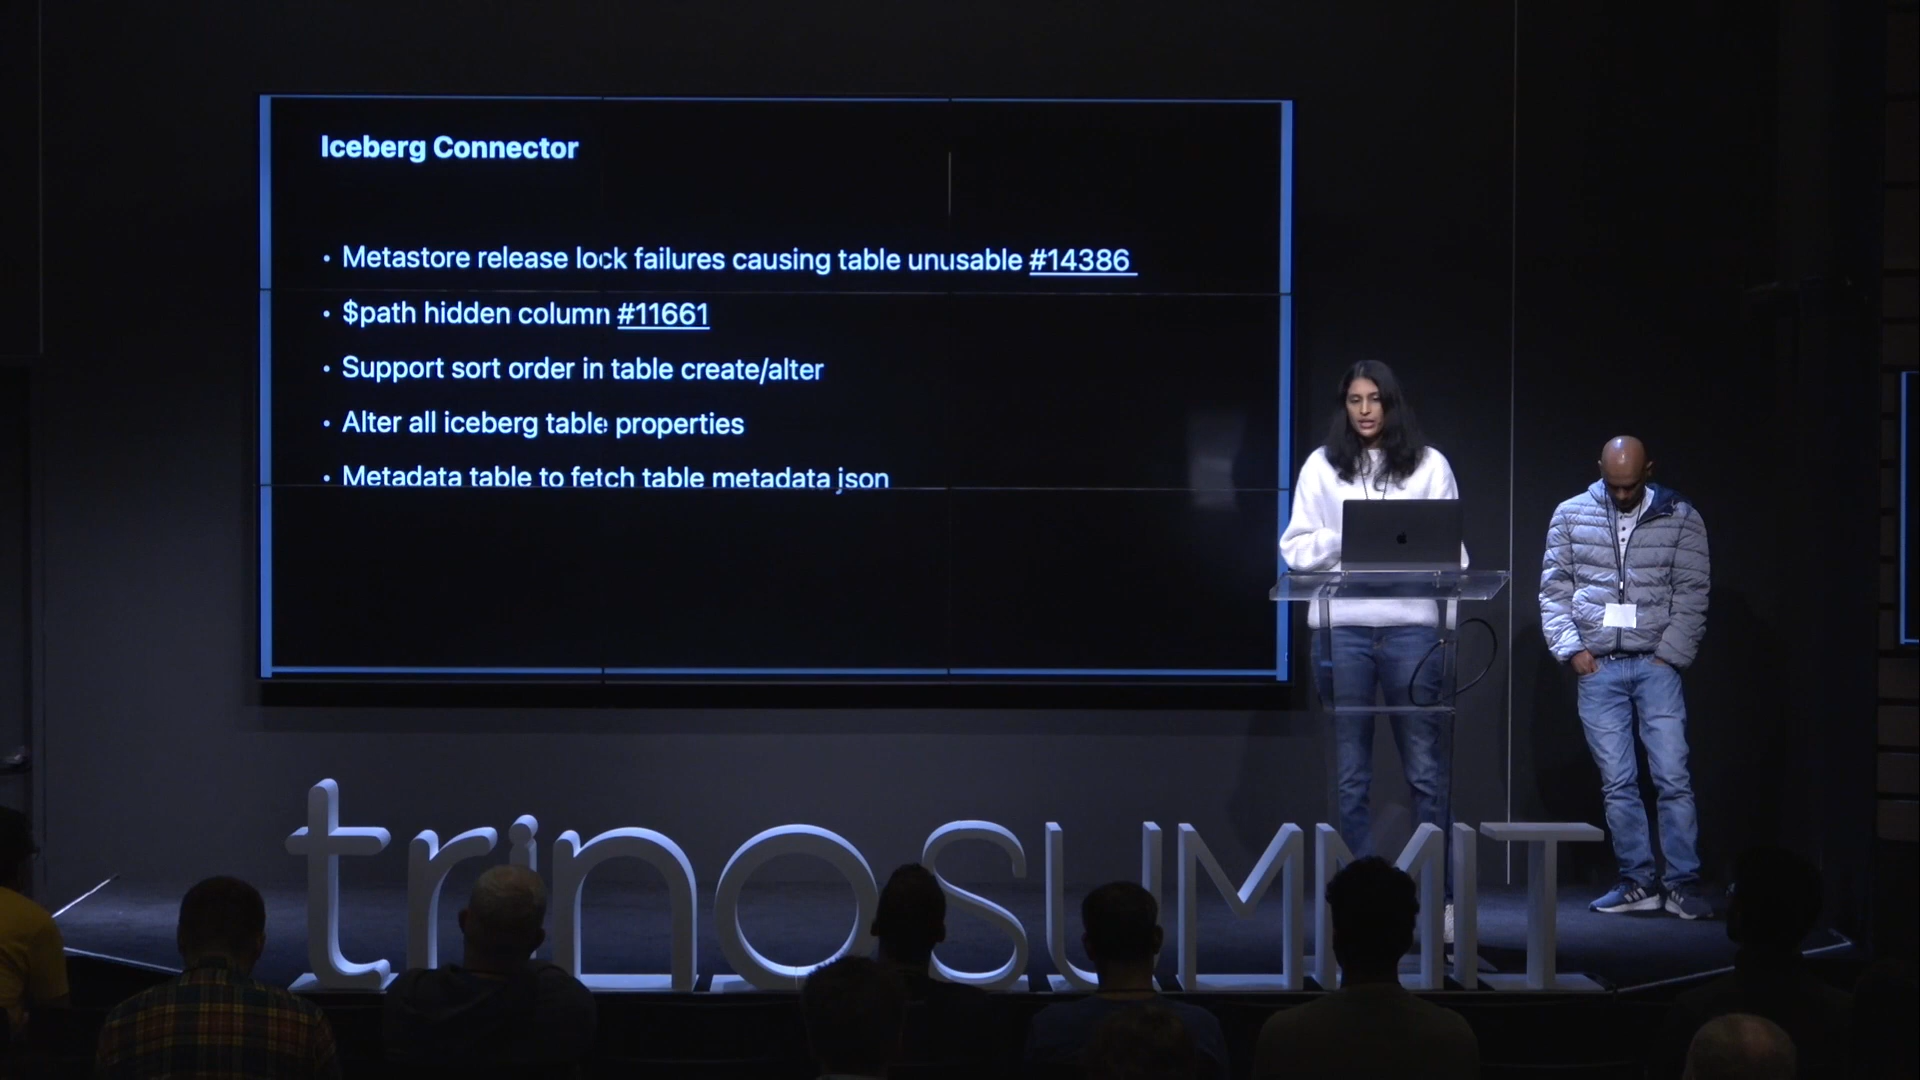 Iceberg Connector
• Metastore release lock failures causing table unusable #14386
• $path hidden column #11661
• Support sort order in table create/alter
• Alter all iceberg table properties
• Metadata table to fetch table metadata json
trinoSUMMIT